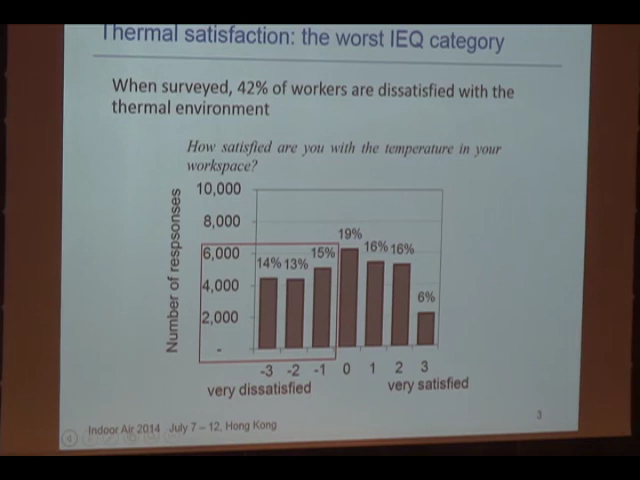 Thermal satisfaction: the worst IEQ category
When surveyed, 42% of workers are dissatisfied with the
thermal environment
How satisfied are you with the temperature in your
workspace?
Number of respsonses
10,000
8,000
6,000
4,000
2,000
-
14% 13% 15% 19% 16% 16% 6%
-3 -2 -1 0 1 2 3
very dissatisfied very satisfied
3
Indoor Air 2014 July 7 – 12, Hong Kong